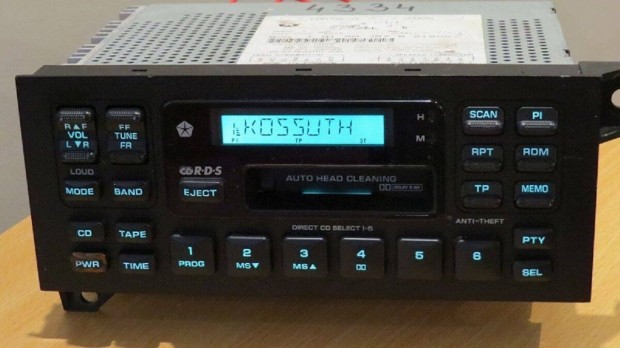 4334
KOSSUTH
PI TP ST
H
M
R▲F
VOL
L▼R
LOUD
FF
TUNE
FR
MODE
BAND
CD R·D·S
EJECT
AUTO HEAD CLEANING
SCAN
PI
RPT
RDM
TP
MEMO
ANTI-THEFT
CD
TAPE
DIRECT CD SELECT 1-6
PWR
TIME
1
PROG
2
MS▼
3
MS▲
4
5
6
PTY
SEL